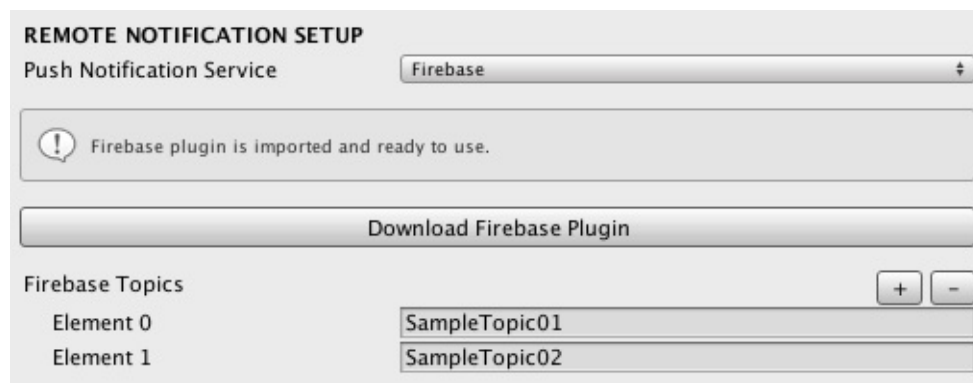 REMOTE NOTIFICATION SETUP
Push Notification Service Firebase
Firebase plugin is imported and ready to use.
Download Firebase Plugin
Firebase Topics + -
Element 0 SampleTopic01
Element 1 SampleTopic02